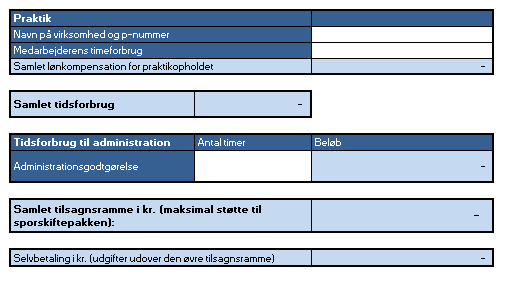 Praktik
Navn på virksomhed og p-nummer
Medarbejderens timeforbrug
Samlet lønkompensation for praktikopholdet -
Samlet tidsforbrug -
Tidsforbrug til administration Antal timer Beløb
Administrationsgodtgørelse -
Samlet tilsagnsramme i kr. (maksimal støtte til
sporskiftepakken): -
Selvbetaling i kr. (udgifter udover den øvre tilsagnsramme) -